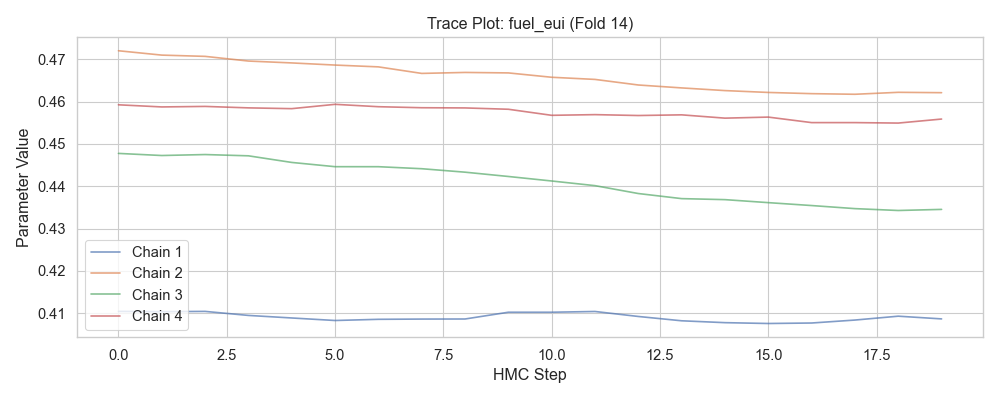 Trace Plot: fuel_eui (Fold 14)
Parameter Value
0.47
0.46
0.45
0.44
0.43
0.42
0.41
Chain 1
Chain 2
Chain 3
Chain 4
0.0 2.5 5.0 7.5 10.0 12.5 15.0 17.5
HMC Step